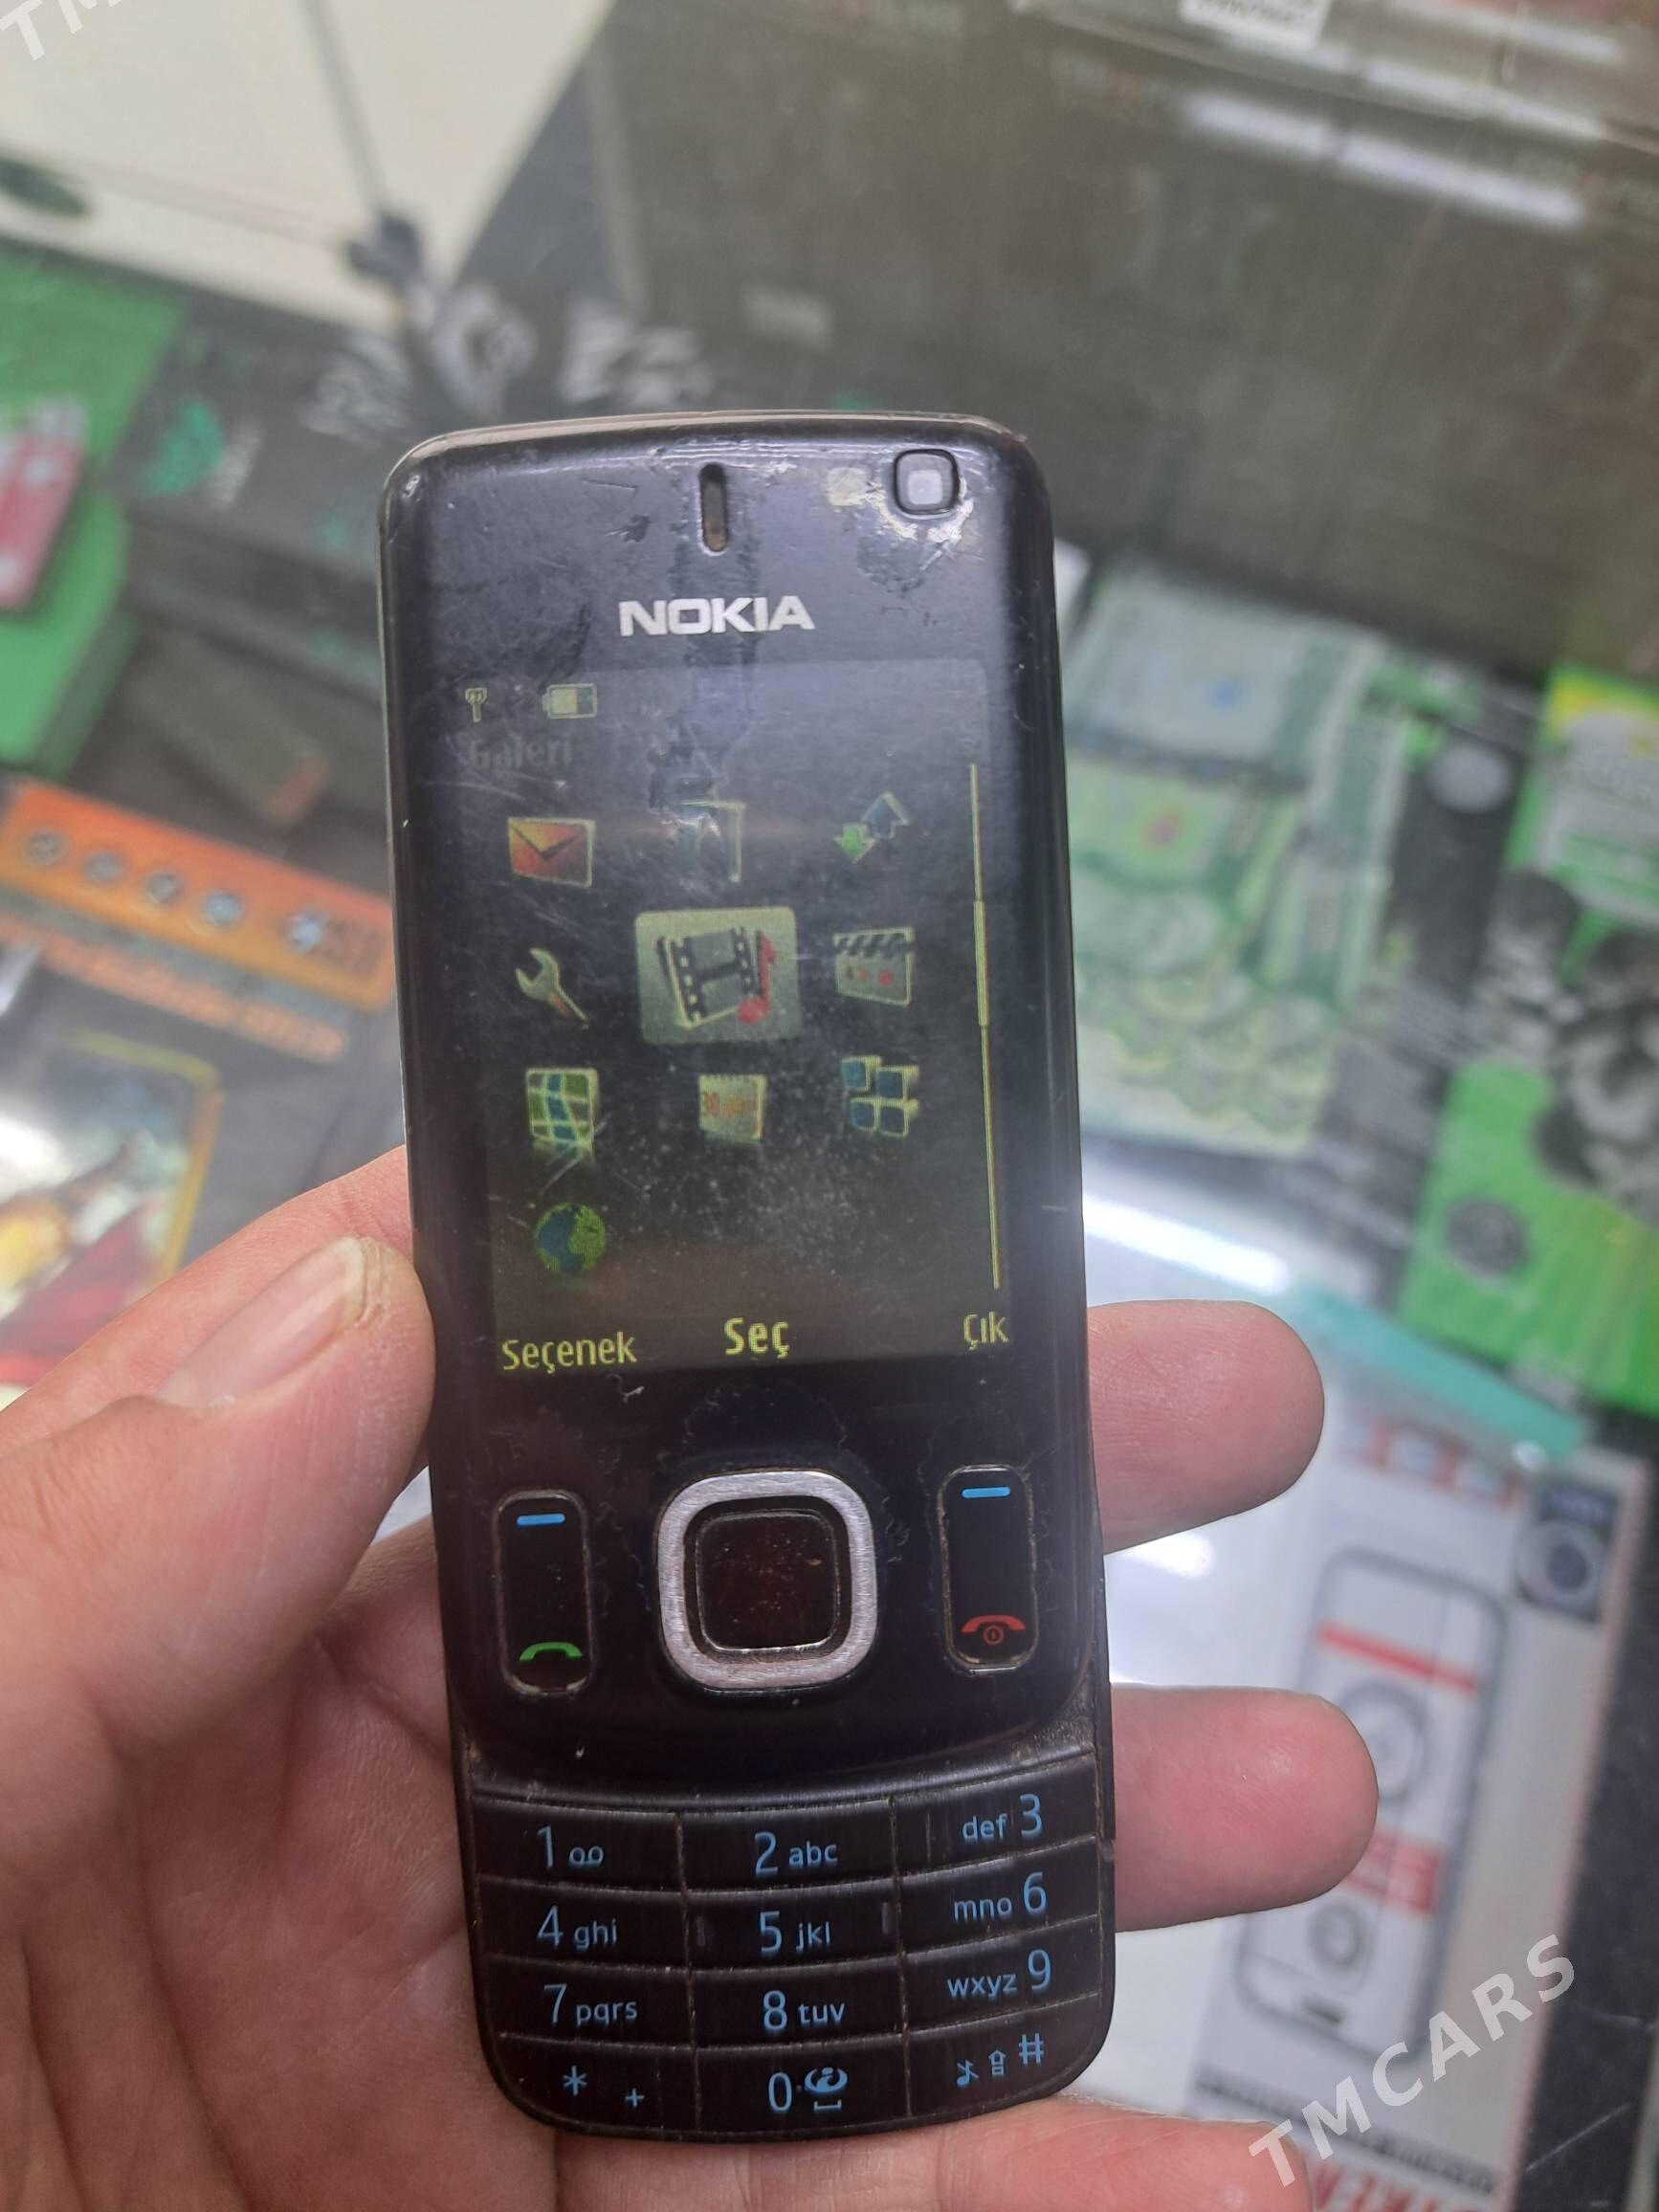 NOKIA
Galeri
Seçenek Seç Çık
1 2 abc def 3
4 ghi 5 jkl mno 6
7 pqrs 8 tuv wxyz 9
* + 0 #
TMCARS